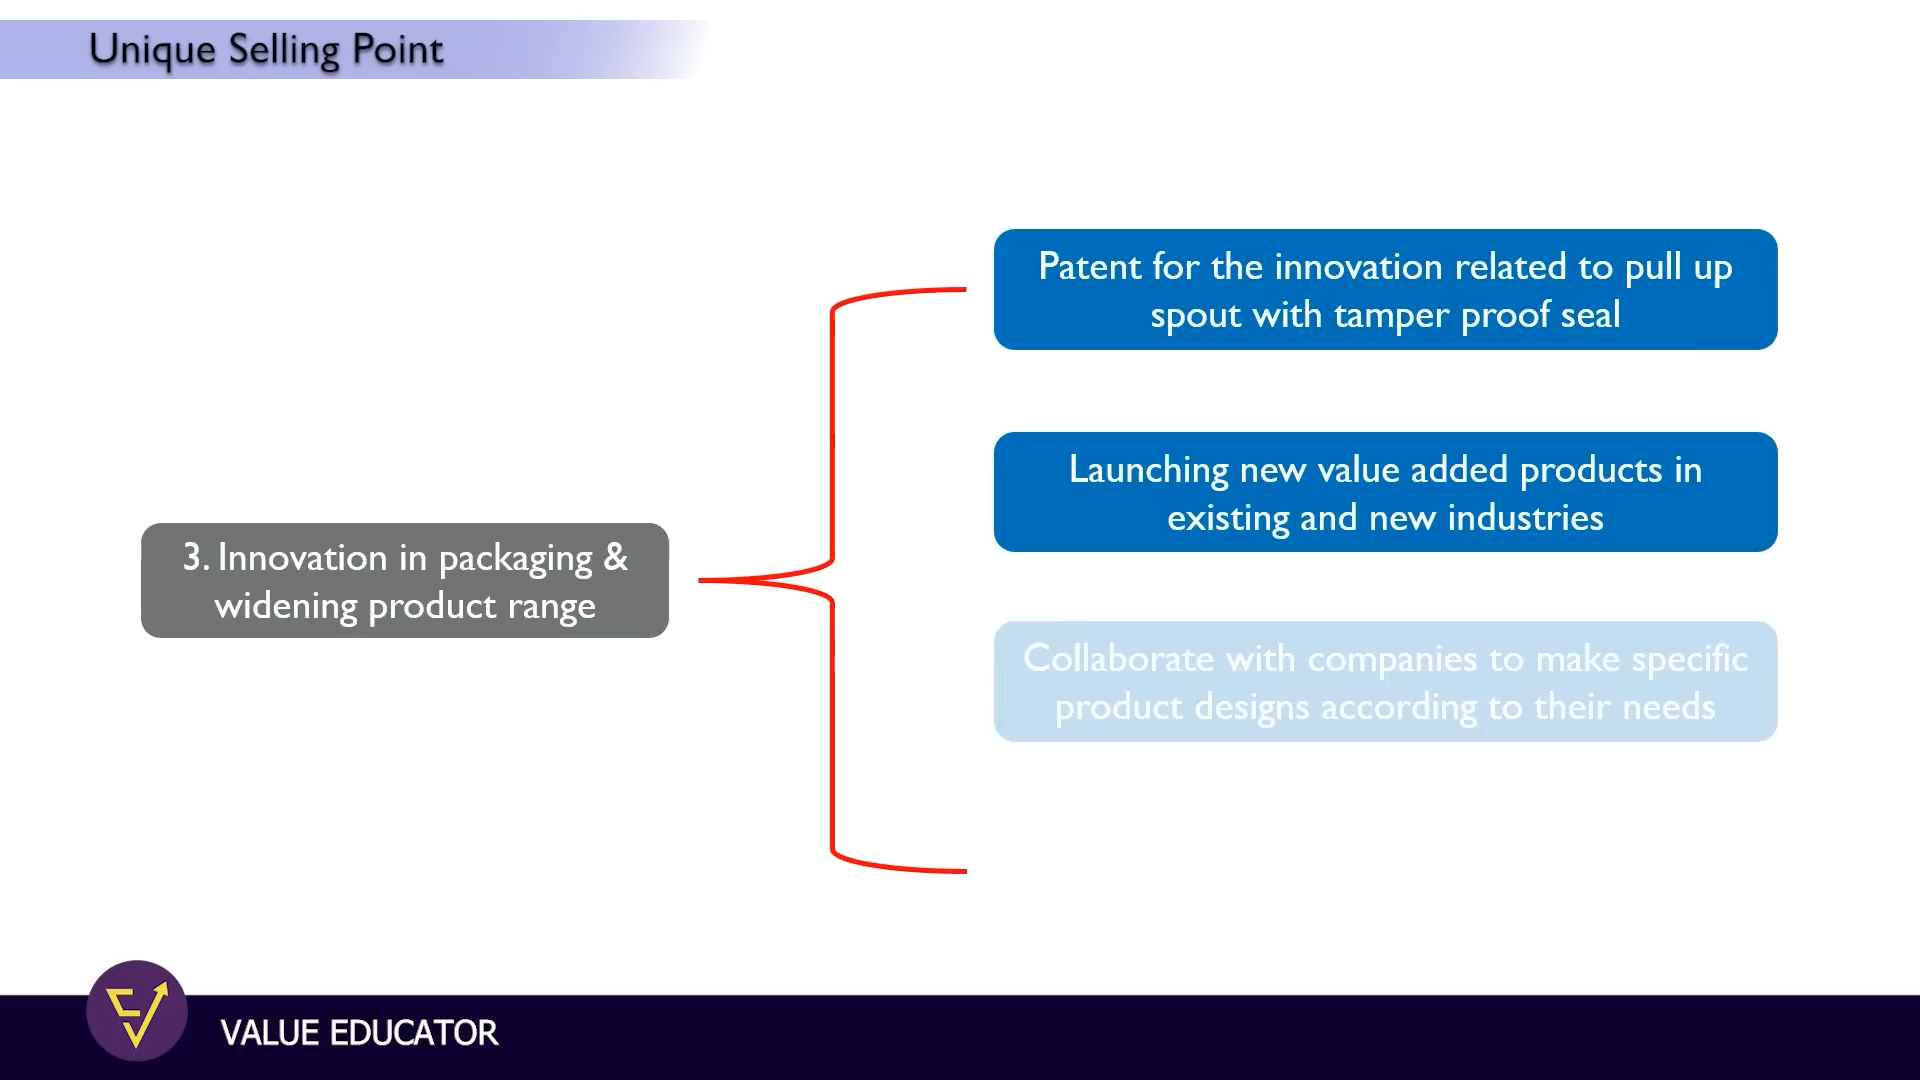 Unique Selling Point
Patent for the innovation related to pull up
spout with tamper proof seal
Launching new value added products in
existing and new industries
3. Innovation in packaging &
widening product range
Collaborate with companies to make specific
product designs according to their needs
VALUE EDUCATOR